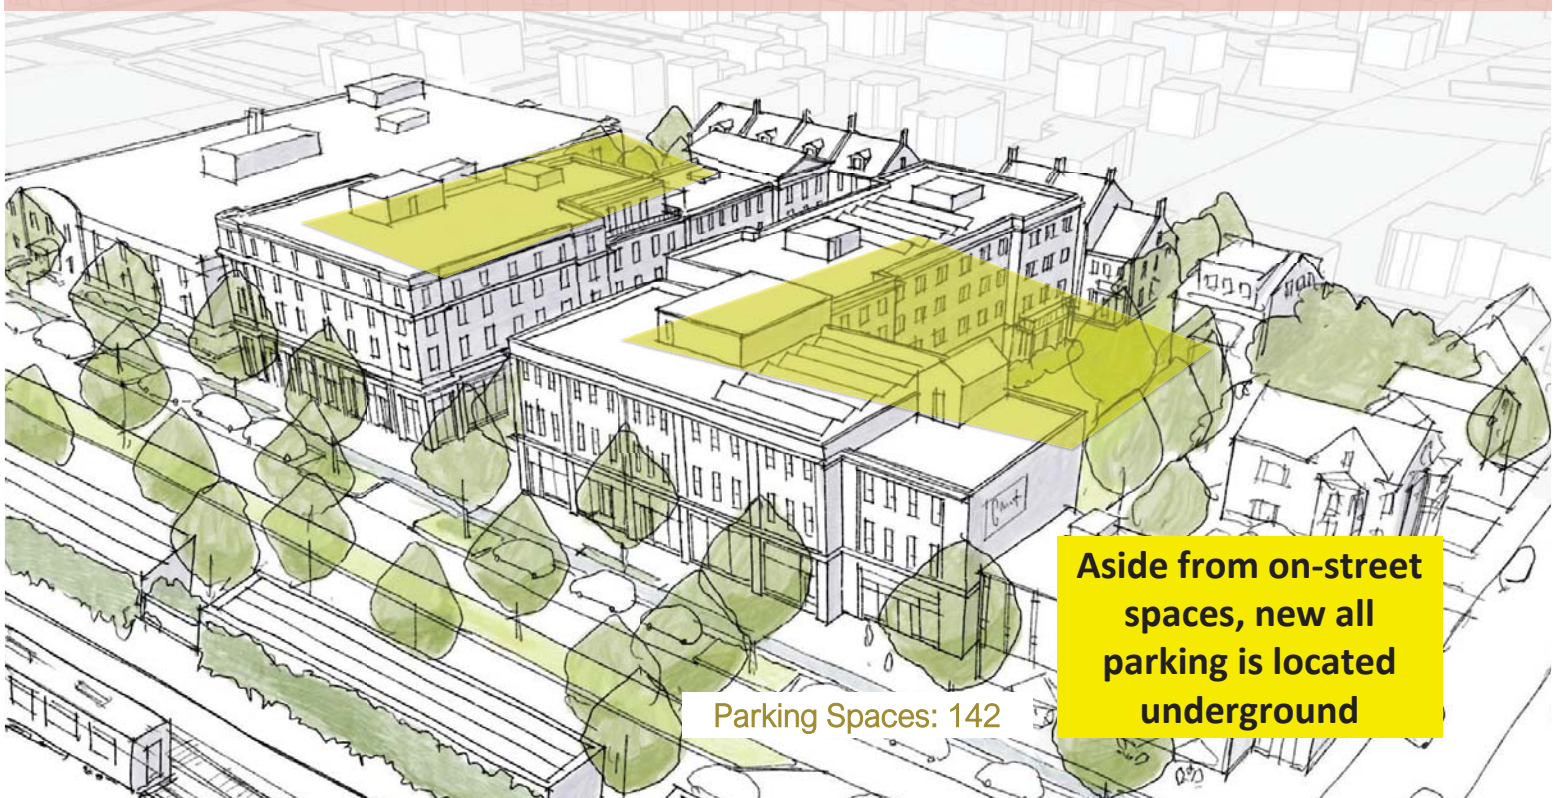 Aside from on-street
spaces, new all
parking is located
underground
Parking Spaces: 142